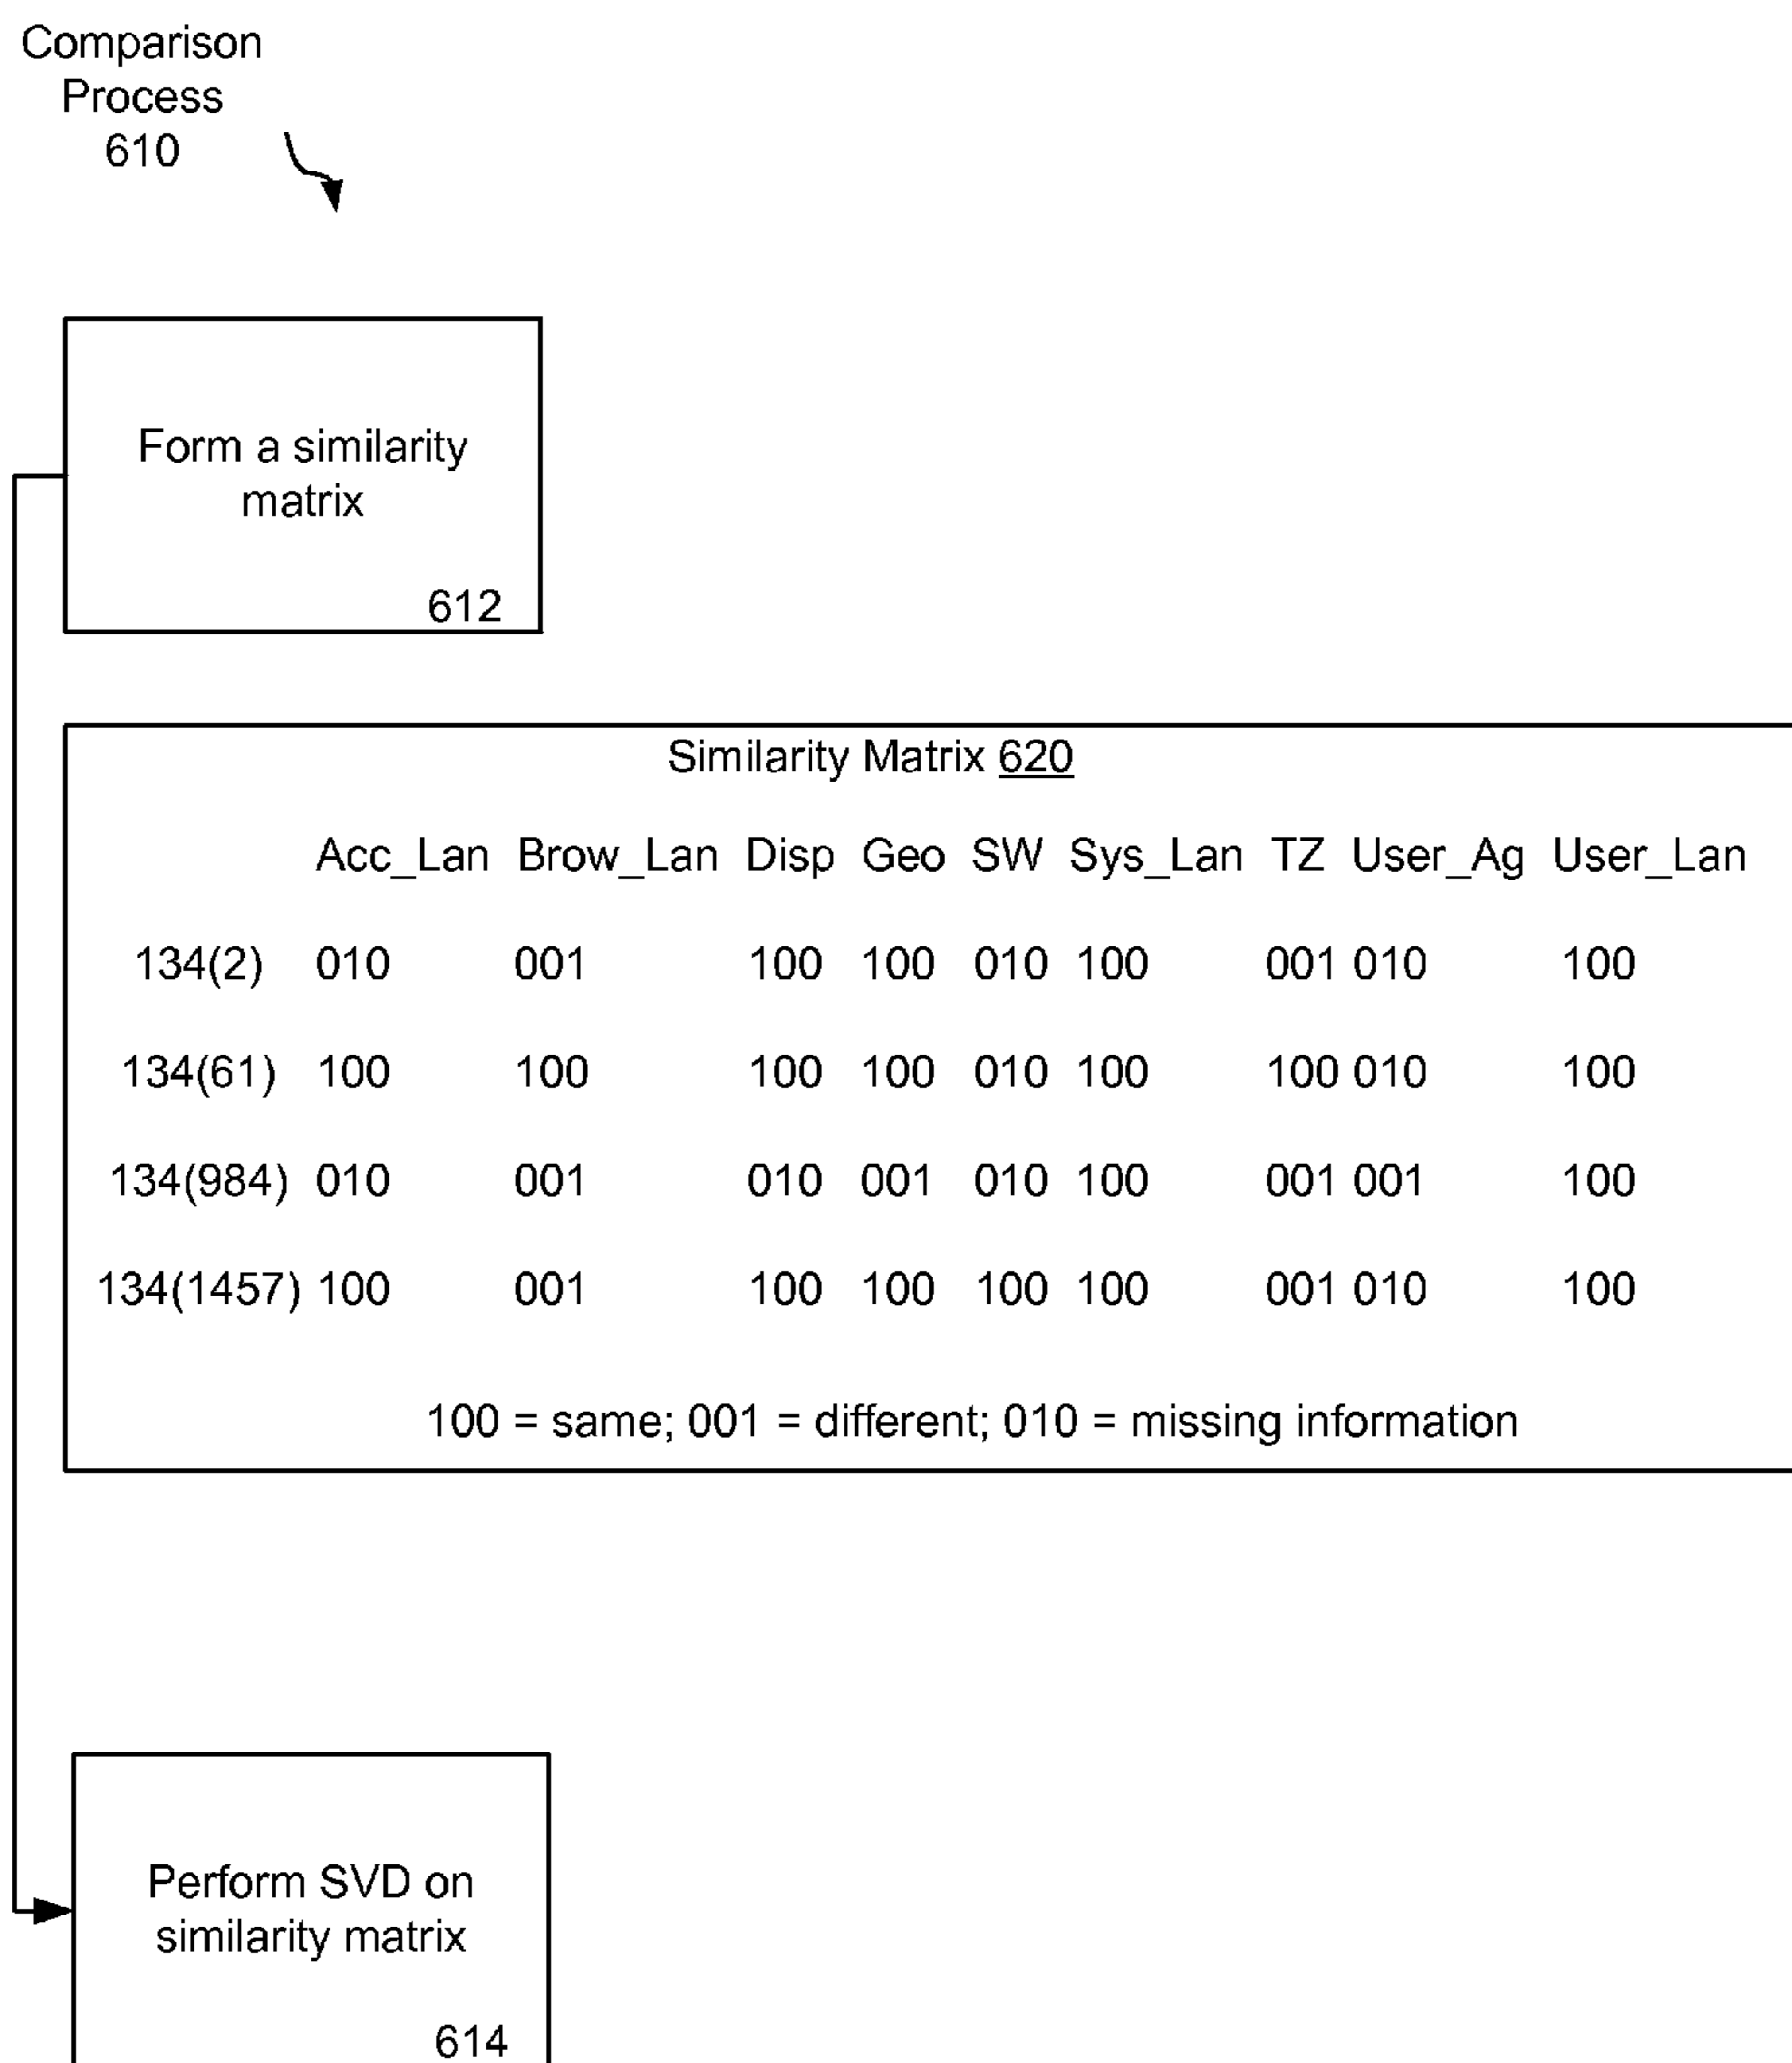 Comparison
Process
610
Form a similarity
matrix
612
Similarity Matrix 620
Acc_Lan Brow_Lan Disp Geo SW Sys_Lan TZ User_Ag User_Lan
134(2) 010 001 100 100 010 100 001 010 100
134(61) 100 100 100 100 010 100 100 010 100
134(984) 010 001 010 001 010 100 001 001 100
134(1457) 100 001 100 100 100 100 001 010 100
100 = same; 001 = different; 010 = missing information
Perform SVD on
similarity matrix
614